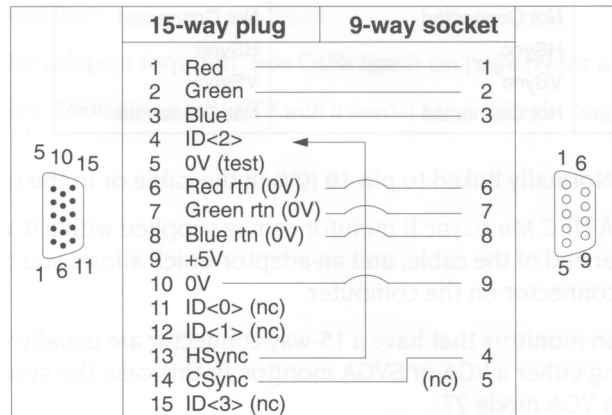 15-way plug 9-way socket
1 Red 1
2 Green 2
3 Blue 3
4 ID<2>
5 0V (test)
6 Red rtn (0V) 6
7 Green rtn (0V) 7
8 Blue rtn (0V) 8
9 +5V
10 0V 9
11 ID<0> (nc)
12 ID<1> (nc)
13 HSync 4
14 CSync (nc) 5
15 ID<3> (nc)
5 10 15
1 6 11
1 6
5 9